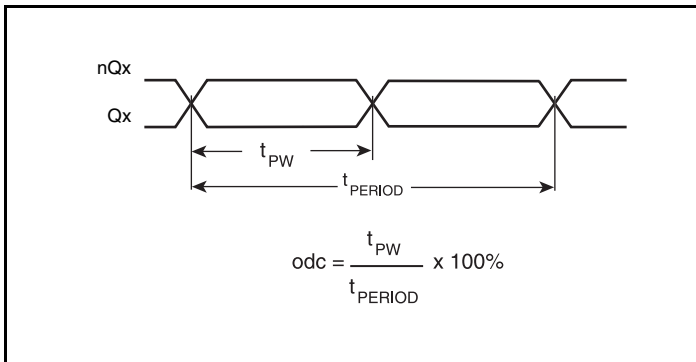 nQx
Qx
tPW
tPERIOD
odc = tPW / tPERIOD x 100%